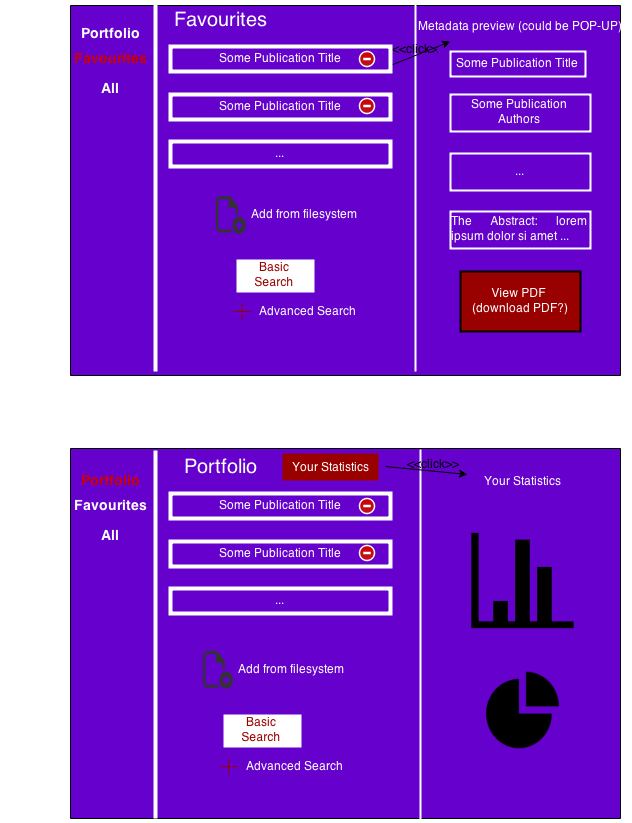 Portfolio
Favourites
All
Favourites
Some Publication Title
Some Publication Title
...
Add from filesystem
Basic
Search
Advanced Search
<<click>
Metadata preview (could be POP-UP)
Some Publication Title
Some Publication
Authors
...
The Abstract: lorem
ipsum dolor si amet ...
View PDF
(download PDF?)
Portfolio
Favourites
All
Portfolio
Your Statistics
<<click>>
Some Publication Title
Some Publication Title
...
Add from filesystem
Basic
Search
Advanced Search
Your Statistics